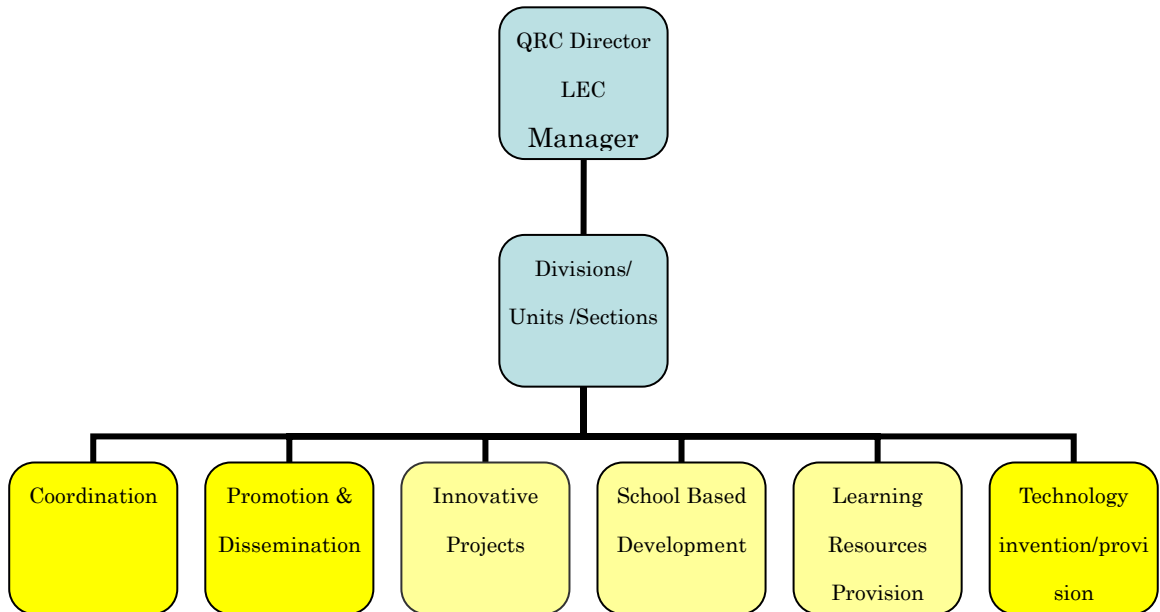 QRC Director
LEC
Manager
Divisions/
Units /Sections
Coordination
Promotion &
Dissemination
Innovative
Projects
School Based
Development
Learning
Resources
Provision
Technology
invention/provi
sion